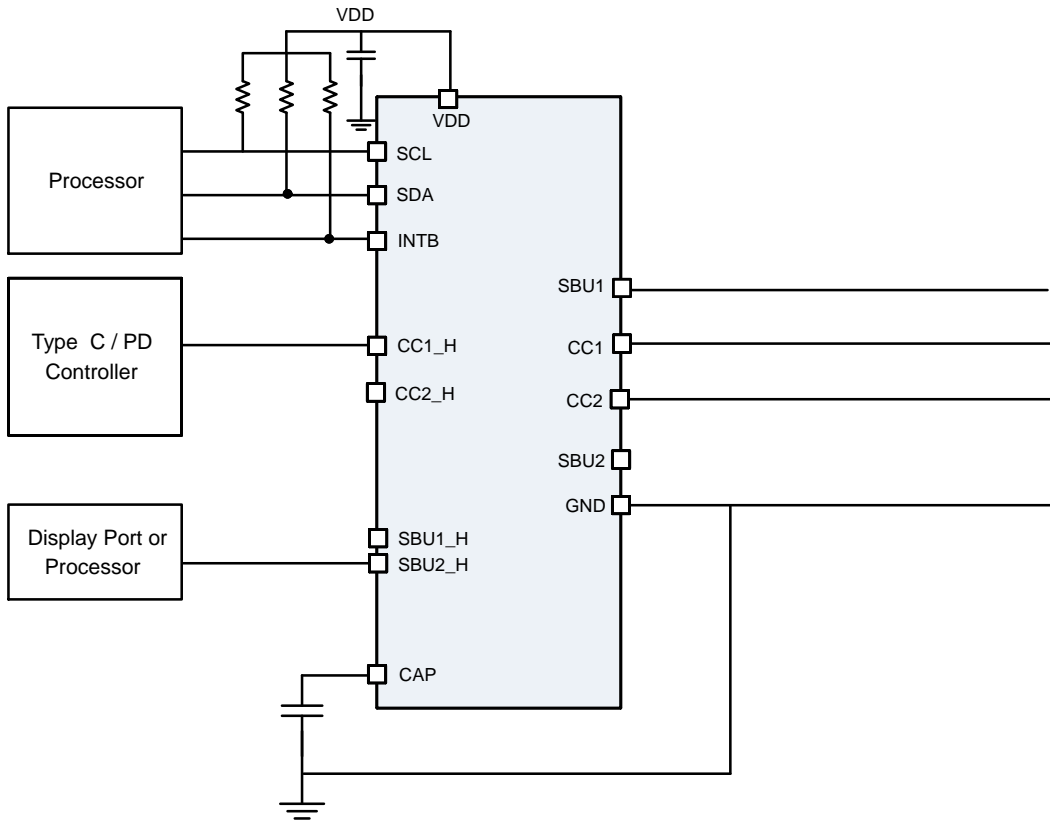 VDD
VDD
SCL
Processor
SDA
INTB
SBU1
Type C / PD
Controller
CC1_H
CC1
CC2_H
CC2
SBU2
GND
Display Port or
Processor
SBU1_H
SBU2_H
CAP